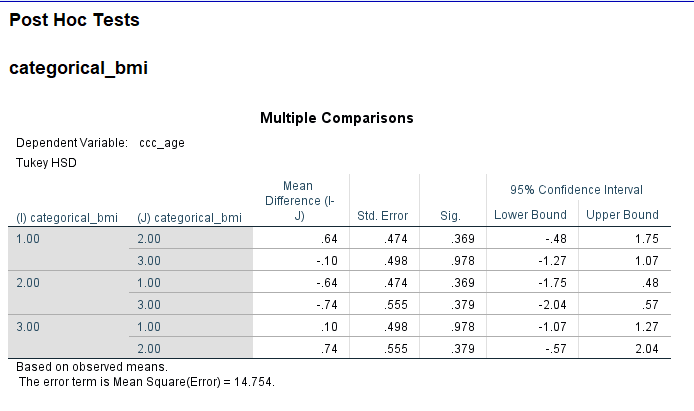 Post Hoc Tests
categorical_bmi
Multiple Comparisons
Dependent Variable: ccc_age
Tukey HSD
(I) categorical_bmi (J) categorical_bmi Mean Difference (I-J) Std. Error Sig. 95% Confidence Interval Lower Bound Upper Bound
1.00 2.00 .64 .474 .369 -.48 1.75
3.00 -.10 .498 .978 -1.27 1.07
2.00 1.00 -.64 .474 .369 -1.75 .48
3.00 -.74 .555 .379 -2.04 .57
3.00 1.00 .10 .498 .978 -1.07 1.27
2.00 .74 .555 .379 -.57 2.04
Based on observed means.
The error term is Mean Square(Error) = 14.754.